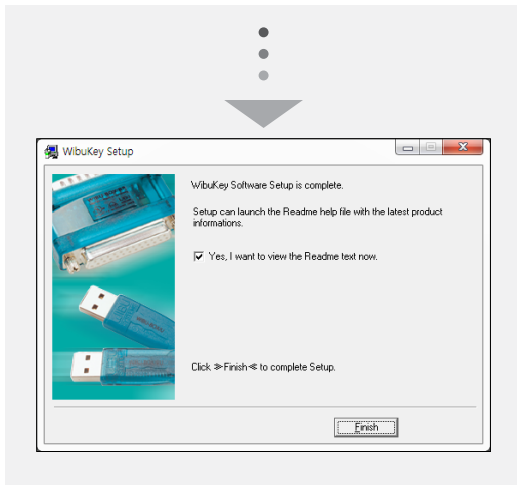 WibuKey Setup
WibuKey Software Setup is complete.
Setup can launch the Readme help file with the latest product
informations.
Yes, I want to view the Readme text now.
Click ≫Finish≪ to complete Setup.
Finish